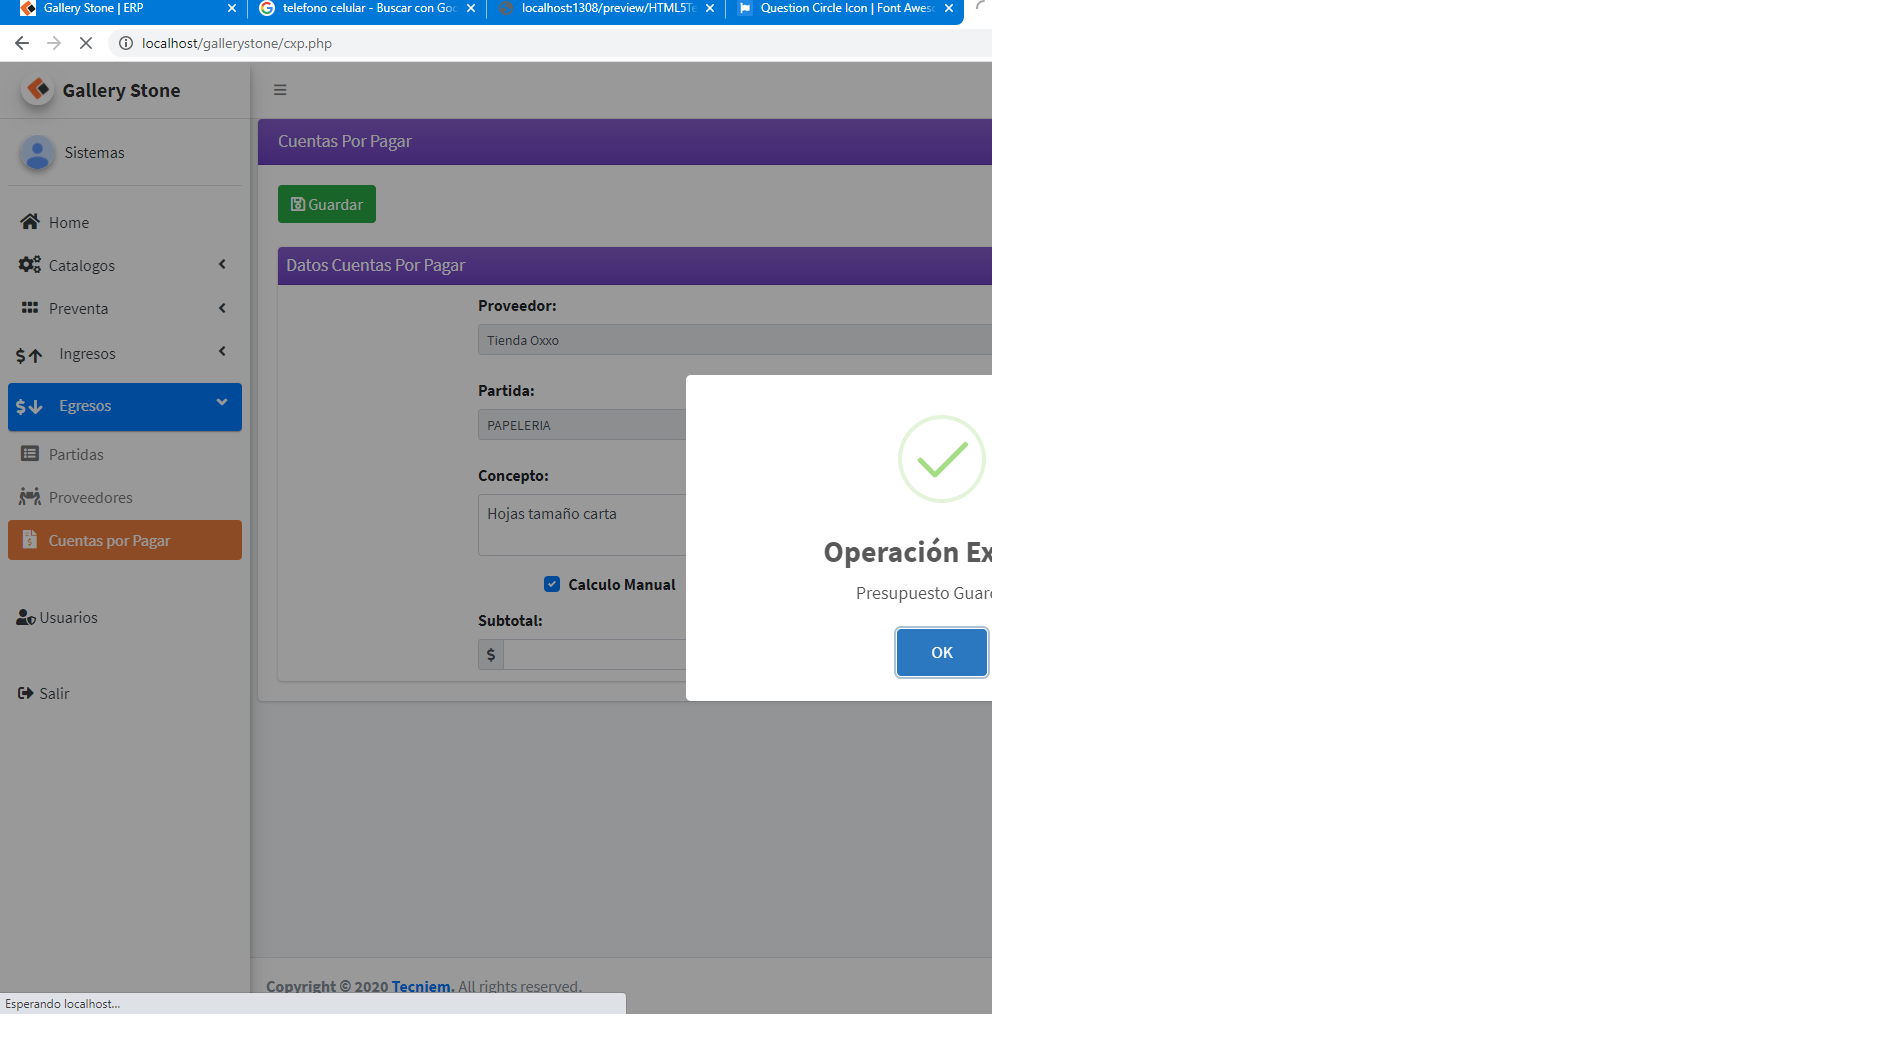 Gallery Stone | ERP
telefono celular - Buscar con Goo
localhost:1308/preview/HTML5Te
Question Circle Icon | Font Aweso
localhost/gallerystone/cxp.php
Gallery Stone
Sistemas
Home
Catalogos
Preventa
$ Ingresos
$ Egresos
Partidas
Proveedores
Cuentas por Pagar
Usuarios
Salir
Cuentas Por Pagar
Guardar
Datos Cuentas Por Pagar
Proveedor:
Tienda Oxxo
Partida:
PAPELERIA
Concepto:
Hojas tamaño carta
Calculo Manual
Subtotal:
$
Operación Ex
Presupuesto Guard
OK
Copyright © 2020 Tecniem. All rights reserved.
Esperando localhost...